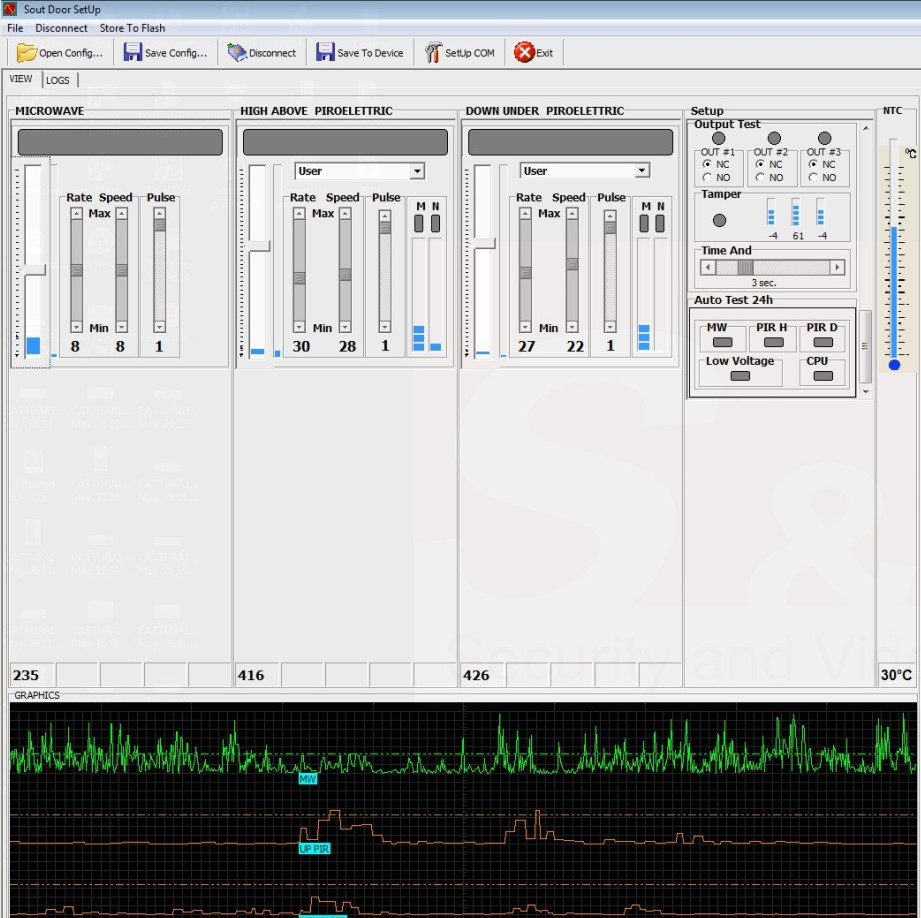 Sout Door SetUp
File Disconnect Store To Flash
Open Config... Save Config... Disconnect Save To Device SetUp COM Exit
VIEW LOGS
MICROWAVE HIGH ABOVE PIROELETTRIC DOWN UNDER PIROELETTRIC Setup NTC
Output Test
°C
OUT #1 OUT #2 OUT #3
NC NC NC
NO NO NO
User User
Tamper
Rate Speed Pulse Rate Speed Pulse Rate Speed Pulse
Max M N Max M N Max
-4 61 -4
Time And
3 sec.
Auto Test 24h
Min Min Min
MW PIR H PIR D
8 8 1 30 28 1 27 22 1
Low Voltage CPU
S &
Security and Vid
235 416 426 30°C
GRAPHICS
MW
UP PIR